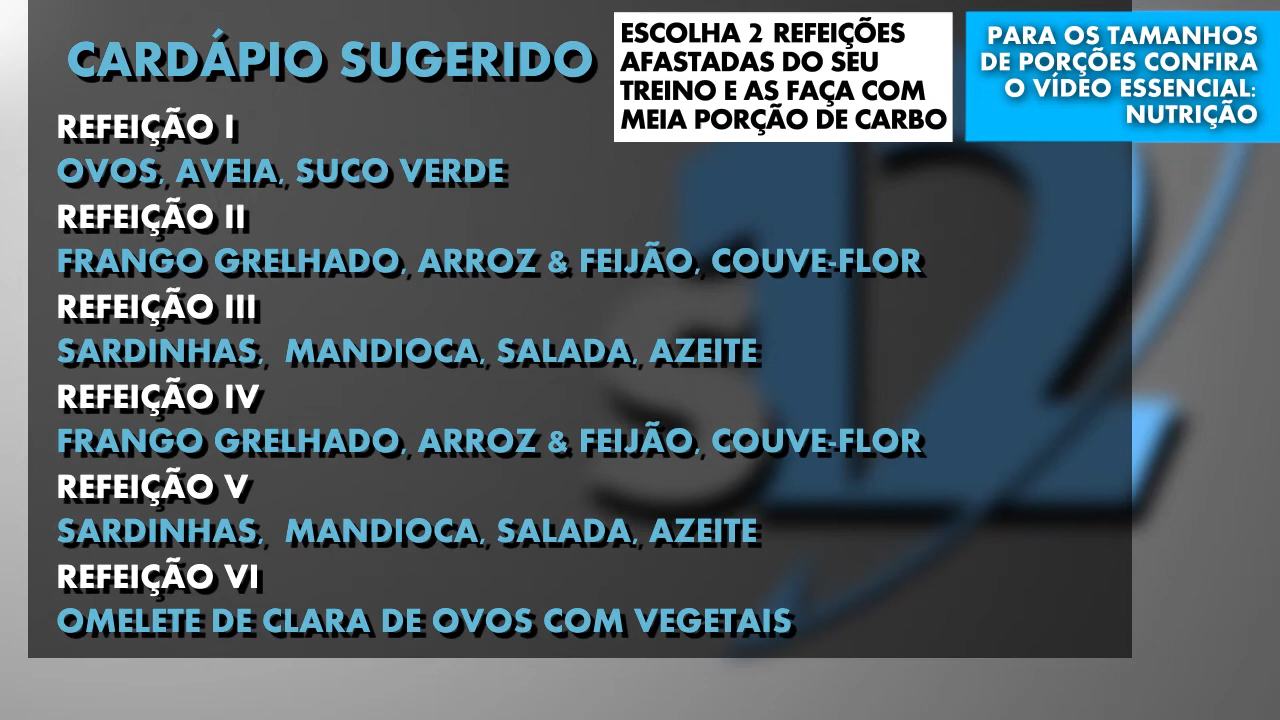 CARDÁPIO SUGERIDO
ESCOLHA 2 REFEIÇÕES
AFASTADAS DO SEU
TREINO E AS FAÇA COM
MEIA PORÇÃO DE CARBO
PARA OS TAMANHOS
DE PORÇÕES CONFIRA
O VÍDEO ESSENCIAL:
NUTRIÇÃO
REFEIÇÃO I
OVOS, AVEIA, SUCO VERDE
REFEIÇÃO II
FRANGO GRELHADO, ARROZ & FEIJÃO, COUVE-FLOR
REFEIÇÃO III
SARDINHAS,  MANDIOCA, SALADA, AZEITE
REFEIÇÃO IV
FRANGO GRELHADO, ARROZ & FEIJÃO, COUVE-FLOR
REFEIÇÃO V
SARDINHAS,  MANDIOCA, SALADA, AZEITE
REFEIÇÃO VI
OMELETE DE CLARA DE OVOS COM VEGETAIS
S12